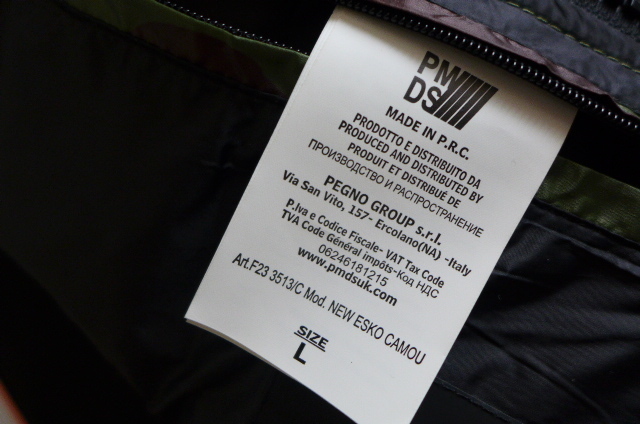 PM
DS
MADE IN P.R.C.
PRODOTTO E DISTRIBUITO DA
PRODUCED AND DISTRIBUTED BY
PRODUIT ET DISTRIBUÉ DE
ПРОИЗВОДСТВО И РАСПРОСТРАНЕНИЕ
PEGNO GROUP s.r.l.
Via San Vito, 157- Ercolano(NA) -Italy
P.Iva e Codice Fiscale- VAT Tax Code
TVA Code Général impôts-Код НДС
06246181215
www.pmdsuk.com
Art.F23 3513/C Mod. NEW ESKO CAMOU
SIZE
L